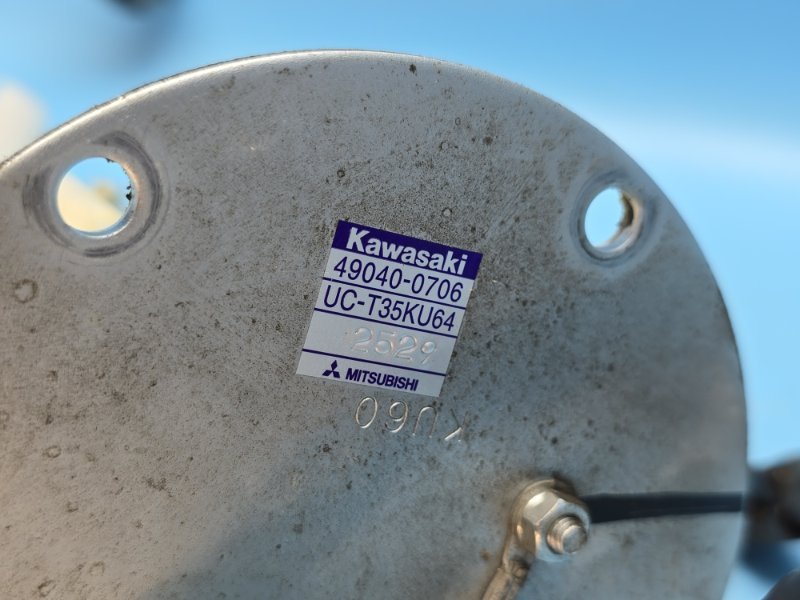 Kawasaki
49040-0706
UC-T35KU64
2529
MITSUBISHI